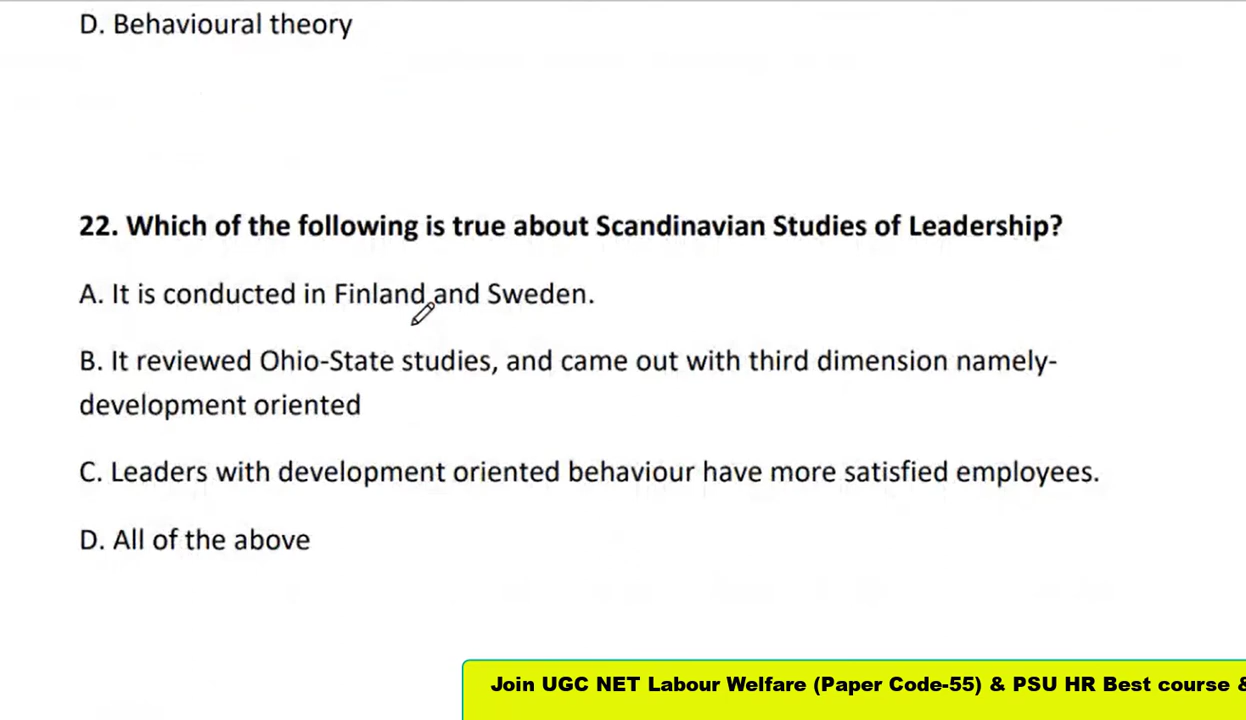 D. Behavioural theory
22. Which of the following is true about Scandinavian Studies of Leadership?
A. It is conducted in Finland and Sweden.
B. It reviewed Ohio-State studies, and came out with third dimension namely-
development oriented
C. Leaders with development oriented behaviour have more satisfied employees.
D. All of the above
Join UGC NET Labour Welfare (Paper Code-55) & PSU HR Best course &